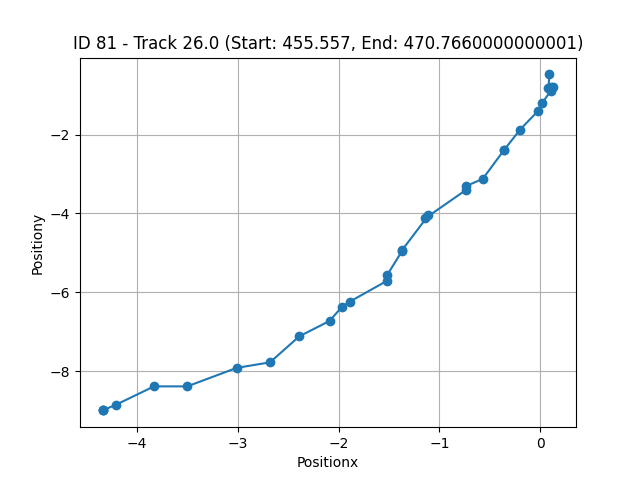 ID 81 - Track 26.0 (Start: 455.557, End: 470.7660000000001)
−2
−4
−6
−8
Positiony
−4 −3 −2 −1 0
Positionx